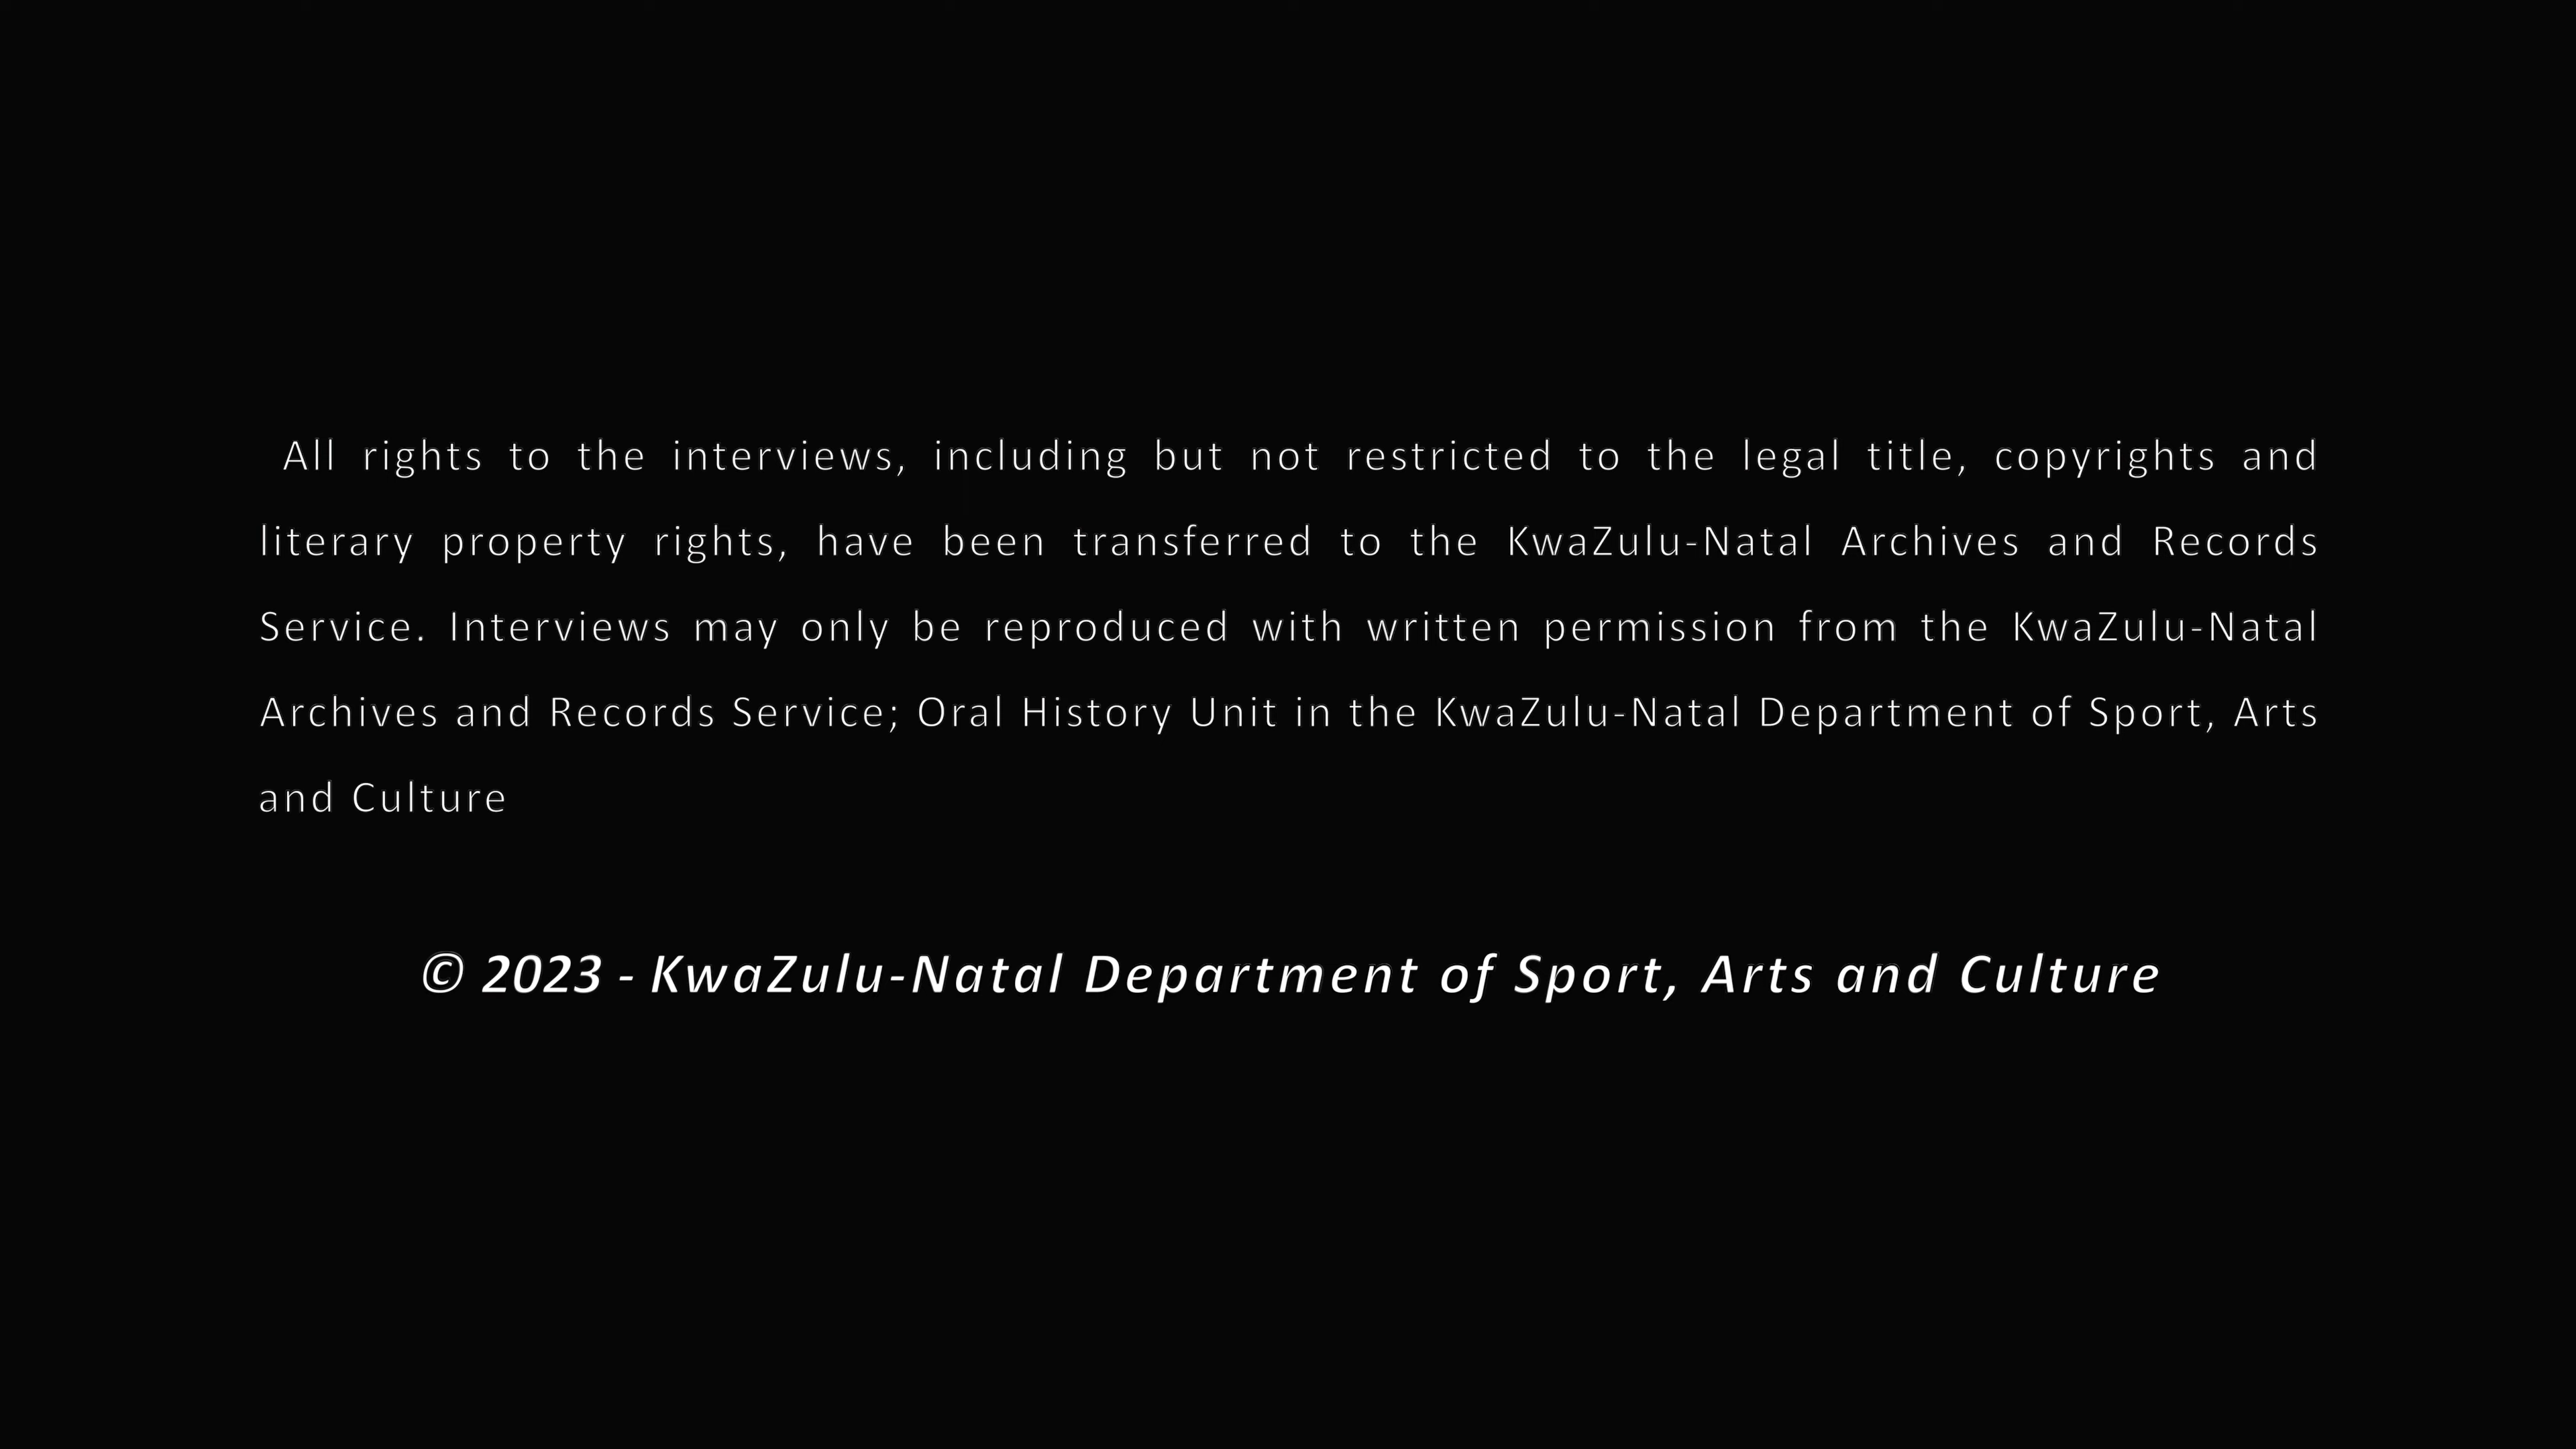 All rights to the interviews, including but not restricted to the legal title, copyrights and
literary property rights, have been transferred to the KwaZulu-Natal Archives and Records
Service. Interviews may only be reproduced with written permission from the KwaZulu-Natal
Archives and Records Service; Oral History Unit in the KwaZulu-Natal Department of Sport, Arts
and Culture
© 2023 - KwaZulu-Natal Department of Sport, Arts and Culture